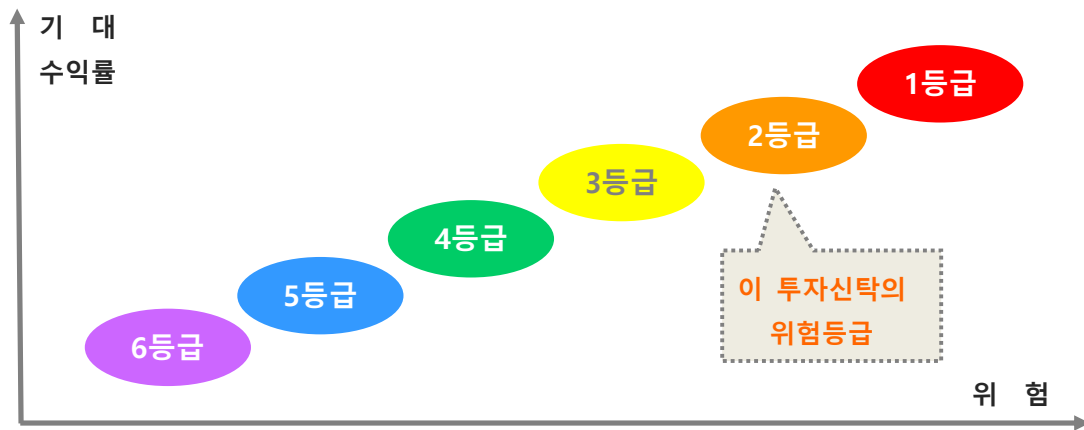 기 대
수익률
1등급
2등급
3등급
4등급
5등급
6등급
이 투자신탁의
위험등급
위 험